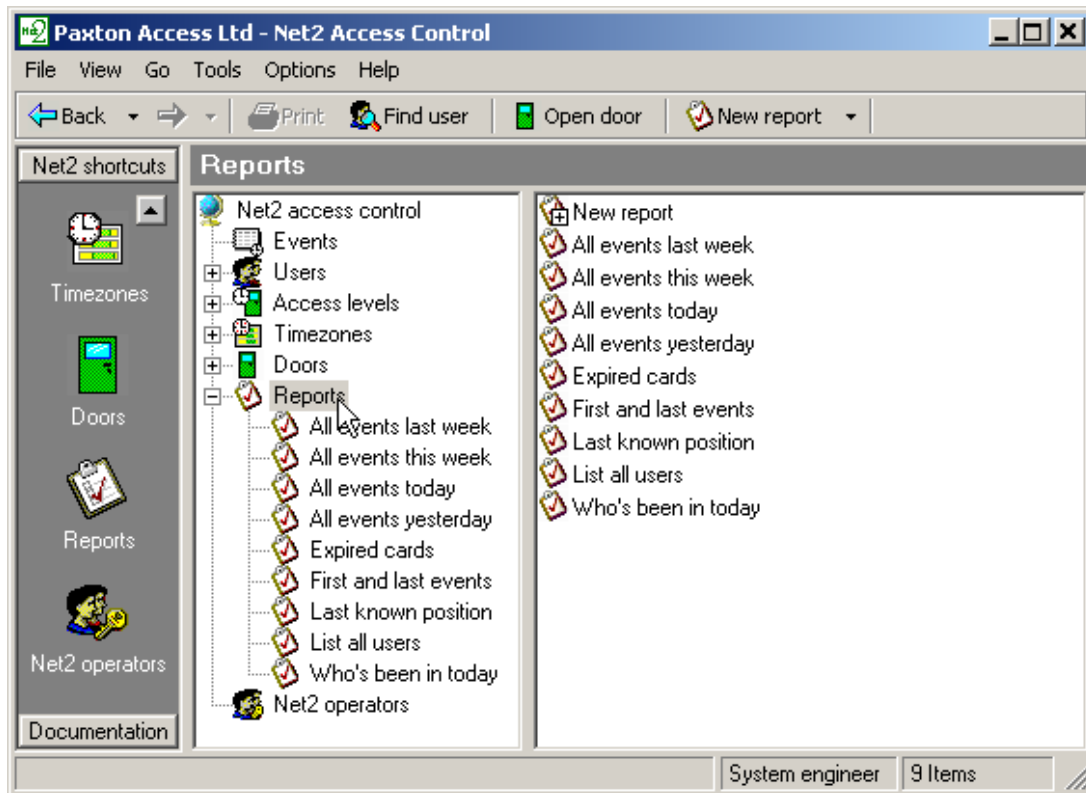 Net2 Paxton Access Ltd - Net2 Access Control
File View Go Tools Options Help
Back Print Find user Open door New report
Net2 shortcuts
Timezones
Doors
Reports
Net2 operators
Documentation
Reports
Net2 access control
Events
Users
Access levels
Timezones
Doors
Reports
All events last week
All events this week
All events today
All events yesterday
Expired cards
First and last events
Last known position
List all users
Who's been in today
Net2 operators
New report
All events last week
All events this week
All events today
All events yesterday
Expired cards
First and last events
Last known position
List all users
Who's been in today
System engineer 9 Items